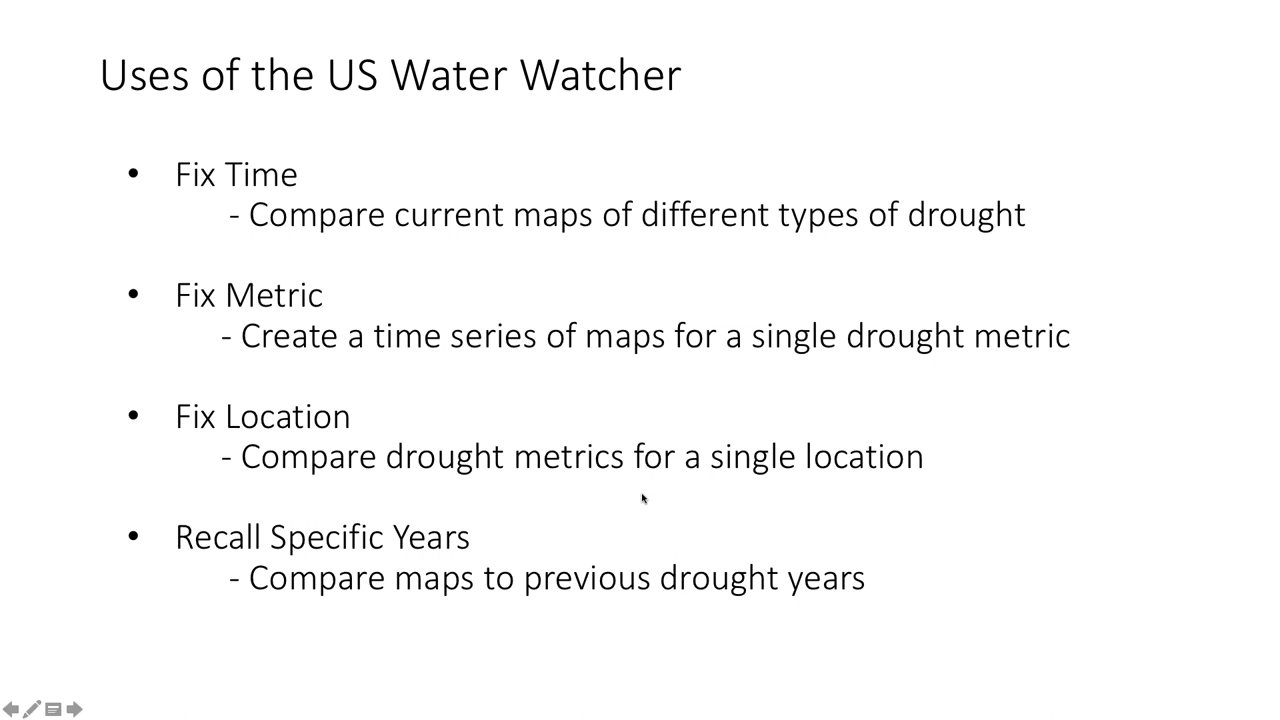 Uses of the US Water Watcher
• Fix Time
- Compare current maps of different types of drought
• Fix Metric
- Create a time series of maps for a single drought metric
• Fix Location
- Compare drought metrics for a single location
• Recall Specific Years
- Compare maps to previous drought years